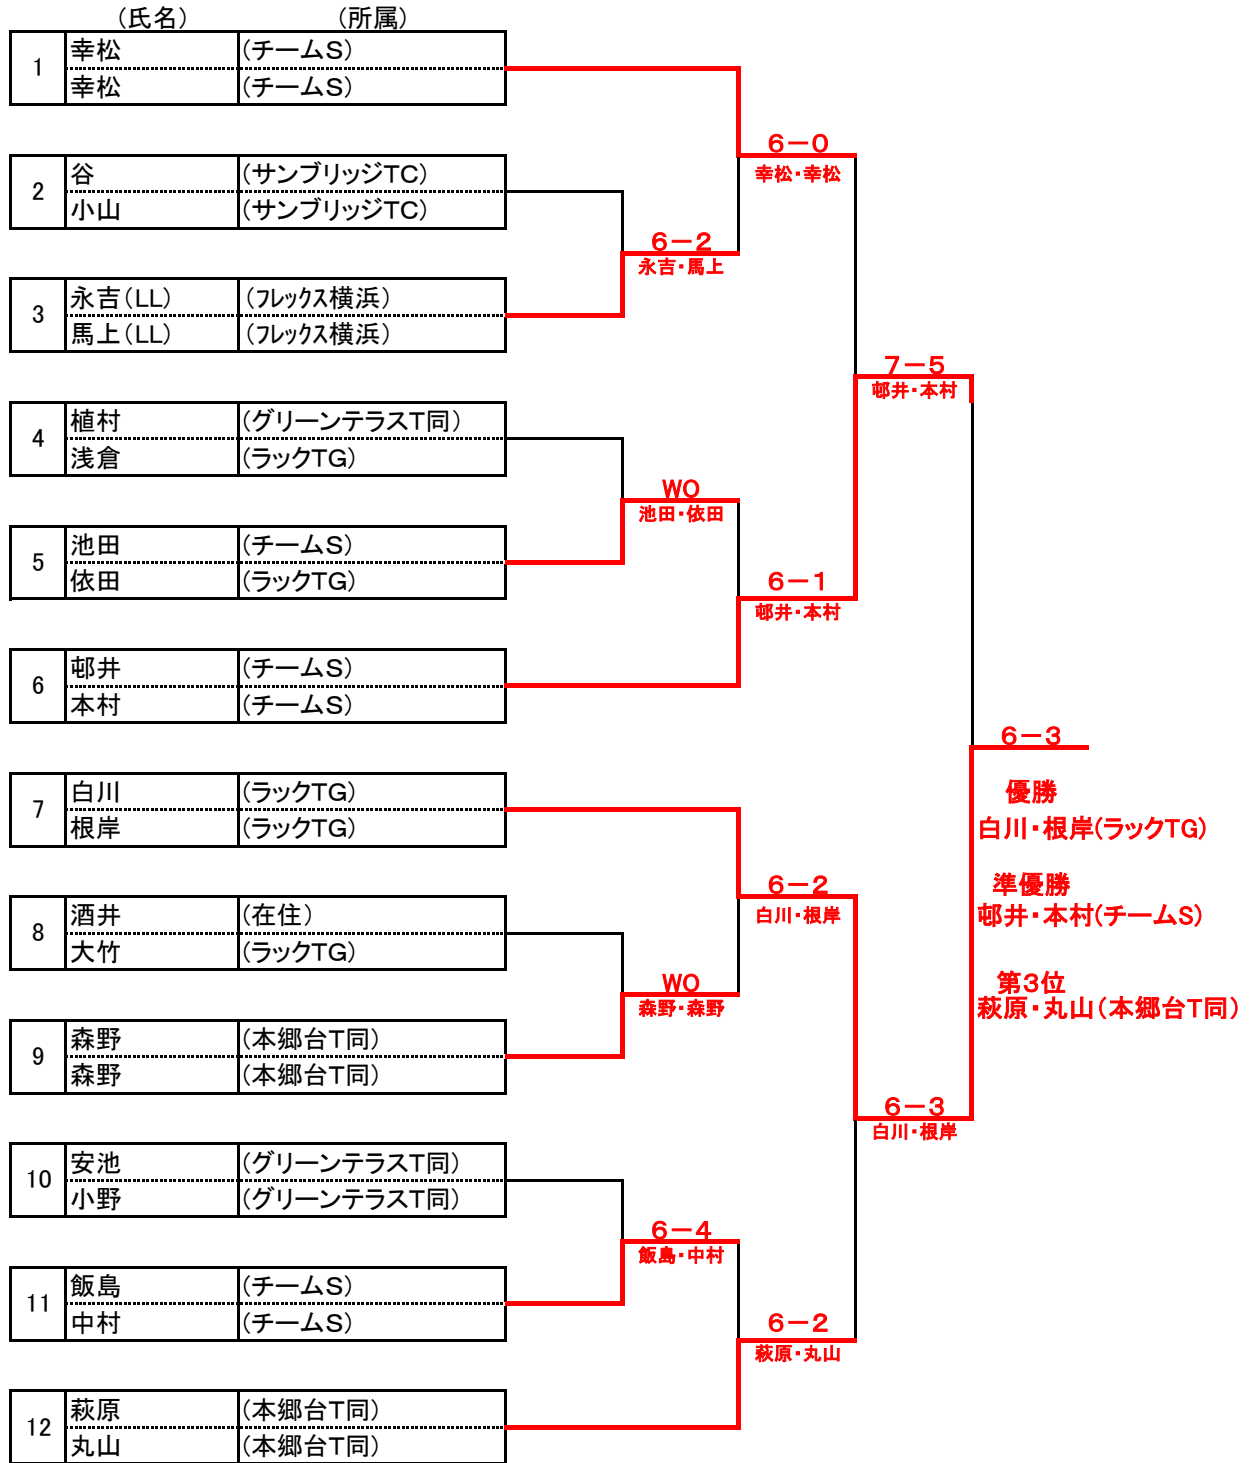 （氏名） （所属）
1 幸松 (チームS)
幸松 (チームS)
6－0
幸松・幸松
2 谷 (サンブリッジTC)
小山 (サンブリッジTC)
6－2
永吉・馬上
3 永吉(LL) (フレックス横浜)
馬上(LL) (フレックス横浜)
7－5
邨井・本村
4 植村 (グリーンテラスT同)
浅倉 (ラックTG)
WO
池田・依田
5 池田 (チームS)
依田 (ラックTG)
6－1
邨井・本村
6 邨井 (チームS)
本村 (チームS)
6－3
7 白川 (ラックTG)
根岸 (ラックTG)
優勝
白川・根岸(ラックTG)
6－2
白川・根岸
準優勝
邨井・本村(チームS)
8 酒井 (在住)
大竹 (ラックTG)
WO
森野・森野
第3位
萩原・丸山(本郷台T同)
9 森野 (本郷台T同)
森野 (本郷台T同)
6－3
白川・根岸
10 安池 (グリーンテラスT同)
小野 (グリーンテラスT同)
6－4
飯島・中村
11 飯島 (チームS)
中村 (チームS)
6－2
萩原・丸山
12 萩原 (本郷台T同)
丸山 (本郷台T同)